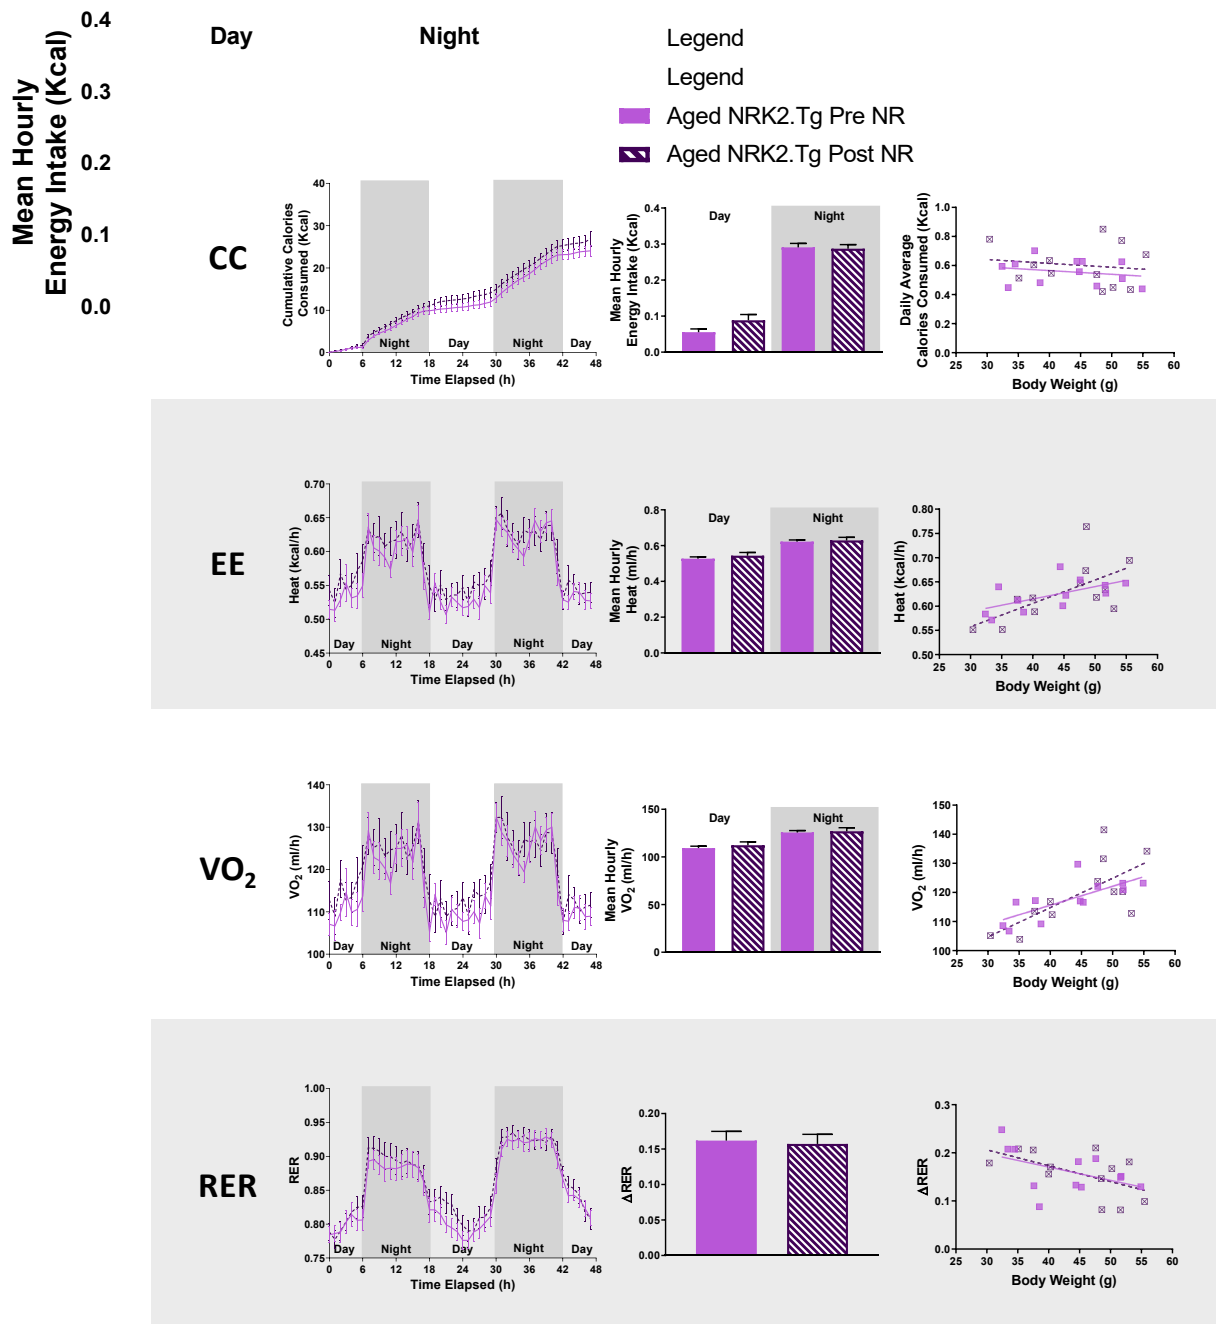 0.4
0.3
0.2
0.1
0.0
Mean Hourly
Energy Intake (Kcal)
Day
Night
Legend
Legend
Aged NRK2.Tg Pre NR
Aged NRK2.Tg Post NR
CC
Cumulative Calories
Consumed (Kcal)
40
30
20
10
0
Night
Day
Night
Day
0 6 12 18 24 30 36 42 48
Time Elapsed (h)
Mean Hourly
Energy Intake (Kcal)
0.4
0.3
0.2
0.1
0.0
Day
Night
Daily Average
Calories Consumed (Kcal)
1.0
0.8
0.6
0.4
0.2
0.0
25 30 35 40 45 50 55 60
Body Weight (g)
EE
Heat (kcal/h)
0.70
0.65
0.60
0.55
0.50
0.45
Day
Night
Day
Night
Day
0 6 12 18 24 30 36 42 48
Time Elapsed (h)
Mean Hourly
Heat (ml/h)
0.8
0.6
0.4
0.2
0.0
Day
Night
Heat (kcal/h)
0.80
0.75
0.70
0.65
0.60
0.55
0.50
25 30 35 40 45 50 55 60
Body Weight (g)
VO2
VO2 (ml/h)
140
130
120
110
100
Day
Night
Day
Night
Day
0 6 12 18 24 30 36 42 48
Time Elapsed (h)
Mean Hourly
VO2 (ml/h)
150
100
50
0
Day
Night
VO2 (ml/h)
150
140
130
120
110
100
25 30 35 40 45 50 55 60
Body Weight (g)
RER
RER
1.00
0.95
0.90
0.85
0.80
0.75
Day
Night
Day
Night
Day
0 6 12 18 24 30 36 42 48
Time Elapsed (h)
ΔRER
0.20
0.15
0.10
0.05
0.00
ΔRER
0.3
0.2
0.1
0.0
25 30 35 40 45 50 55 60
Body Weight (g)